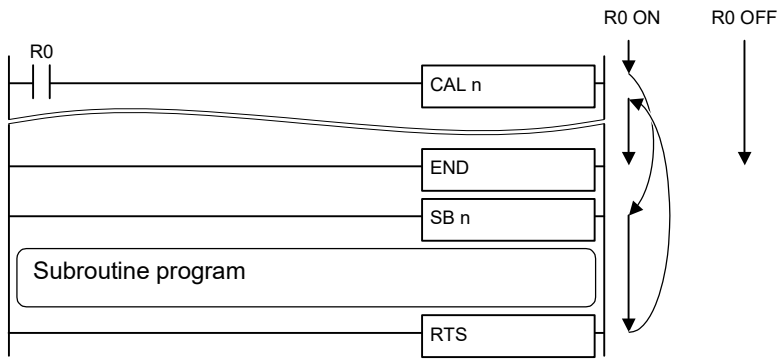 R0 ON R0 OFF
R0
CAL n
END
SB n
Subroutine program
RTS